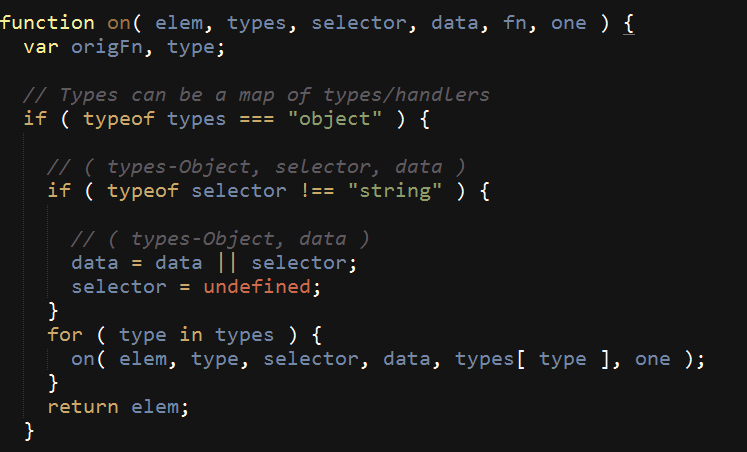 function on( elem, types, selector, data, fn, one ) {
  var origFn, type;

  // Types can be a map of types/handlers
  if ( typeof types === "object" ) {

    // ( types-Object, selector, data )
    if ( typeof selector !== "string" ) {

      // ( types-Object, data )
      data = data || selector;
      selector = undefined;
    }
    for ( type in types ) {
      on( elem, type, selector, data, types[ type ], one );
    }
    return elem;
  }